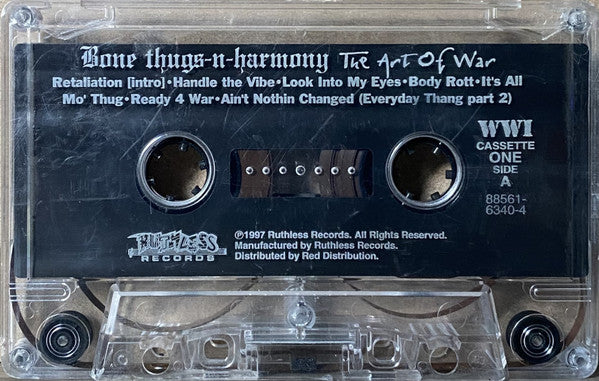 Bone thugs-n-harmony The Art Of War
Retaliation [intro]•Handle the Vibe•Look Into My Eyes•Body Rott•It's All
Mo' Thug•Ready 4 War•Ain't Nothin Changed (Everyday Thang part 2)
WWI
CASSETTE
ONE
SIDE
A
88561-
6340-4
RUTHLESS
RECORDS
℗1997 Ruthless Records. All Rights Reserved.
Manufactured by Ruthless Records.
Distributed by Red Distribution.